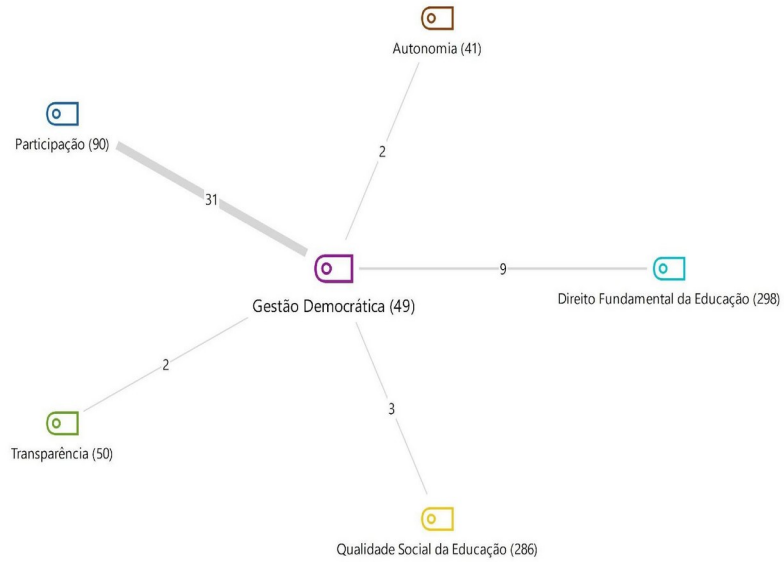 Autonomia (41)
Participação (90)
2
31
9
Gestão Democrática (49)
Direito Fundamental da Educação (298)
2
3
Transparência (50)
Qualidade Social da Educação (286)